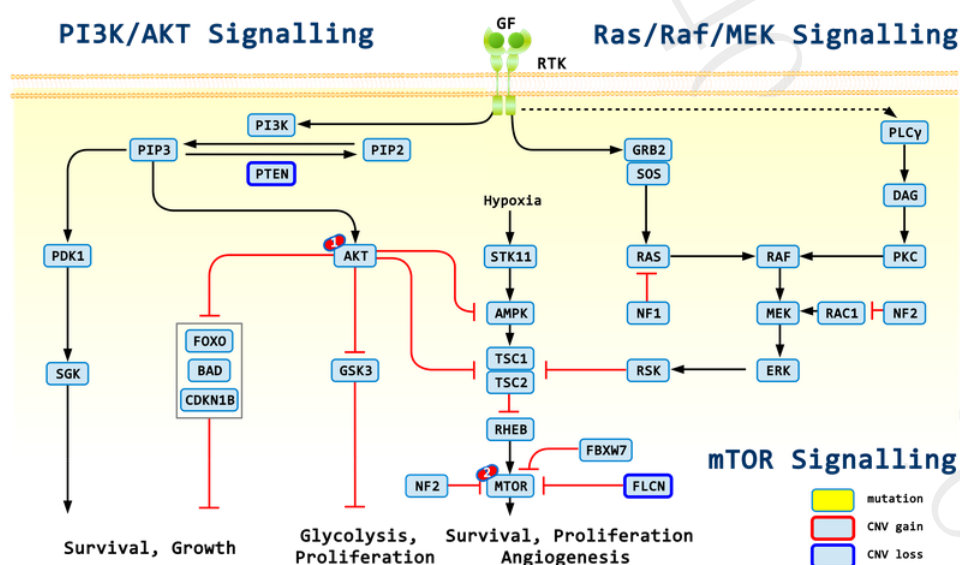 GF
PI3K/AKT Signalling
Ras/Raf/MEK Signalling
RTK
PI3K
PLCγ
PIP3
PIP2
GRB2
PTEN
SOS
DAG
Hypoxia
1
PDK1
AKT
STK11
RAS
RAF
PKC
AMPK
NF1
MEK
RAC1
NF2
FOXO
TSC1
SGK
BAD
GSK3
RSK
ERK
TSC2
CDKN1B
RHEB
FBXW7
mTOR Signalling
2
NF2
MTOR
FLCN
mutation
CNV gain
CNV loss
Survival, Growth
Glycolysis,
Proliferation
Survival, Proliferation
Angiogenesis